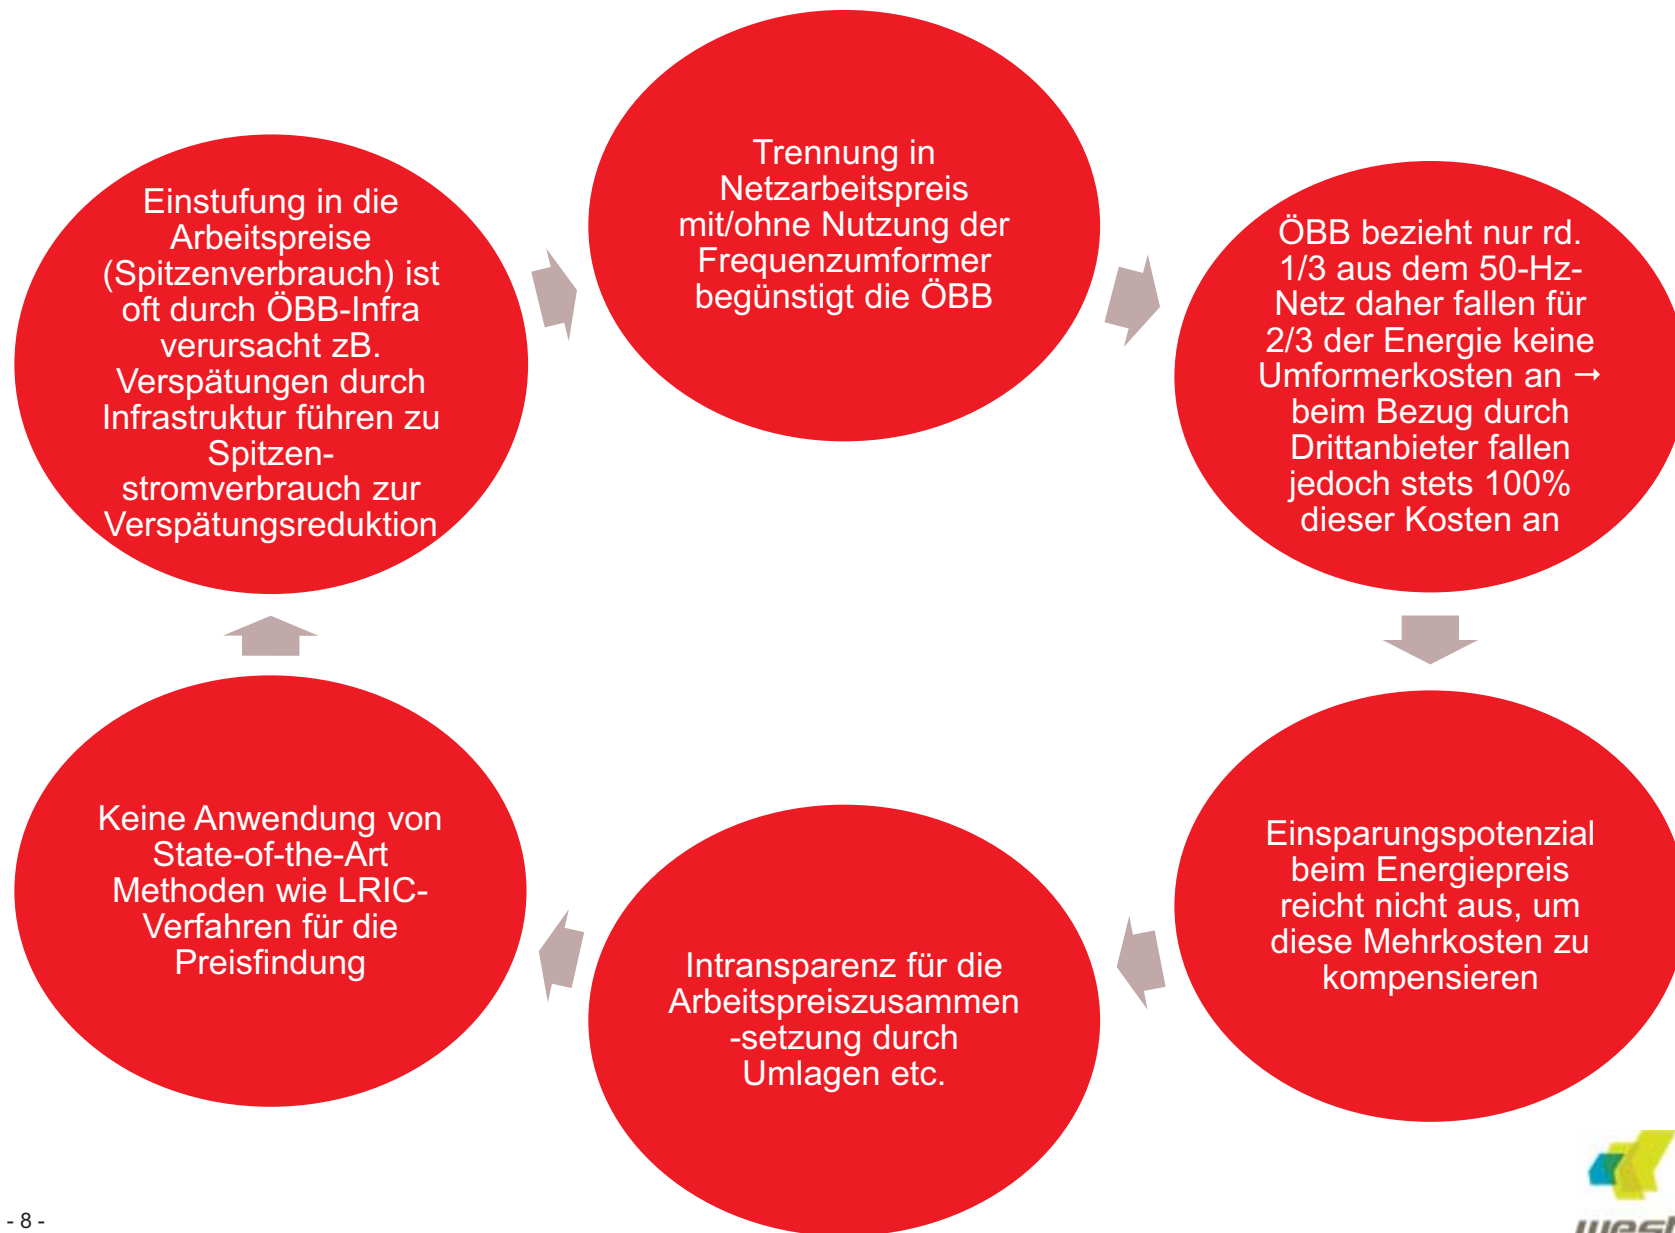 Trennung in
Netzarbeitspreis
mit/ohne Nutzung der
Frequenzumformer
begünstigt die ÖBB
ÖBB bezieht nur rd.
1/3 aus dem 50-Hz-
Netz daher fallen für
2/3 der Energie keine
Umformerkosten an →
beim Bezug durch
Drittanbieter fallen
jedoch stets 100%
dieser Kosten an
Einsparungspotenzial
beim Energiepreis
reicht nicht aus, um
diese Mehrkosten zu
kompensieren
Intransparenz für die
Arbeitspreiszusammen
-setzung durch
Umlagen etc.
Keine Anwendung von
State-of-the-Art
Methoden wie LRIC-
Verfahren für die
Preisfindung
Einstufung in die
Arbeitspreise
(Spitzenverbrauch) ist
oft durch ÖBB-Infra
verursacht zB.
Verspätungen durch
Infrastruktur führen zu
Spitzen-
stromverbrauch zur
Verspätungsreduktion
- 8 -
west